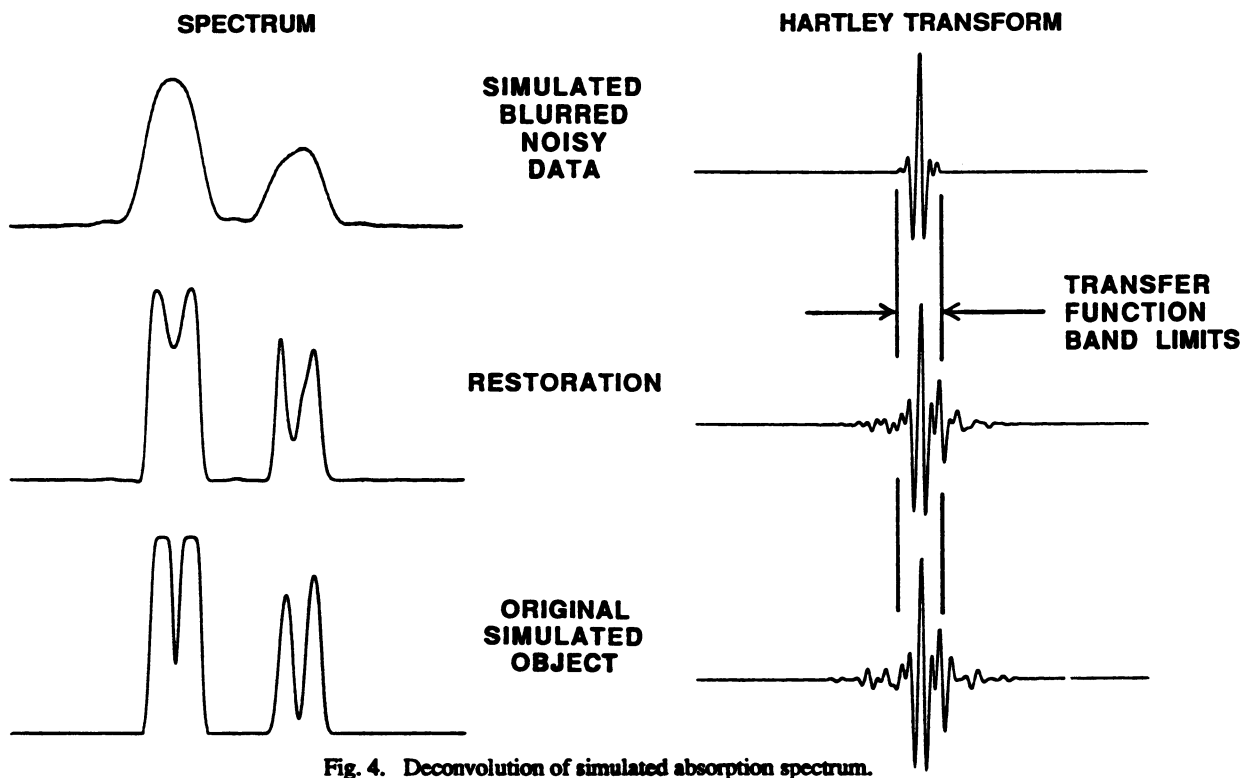 SPECTRUM
HARTLEY TRANSFORM
SIMULATED
BLURRED
NOISY
DATA
TRANSFER
FUNCTION
BAND LIMITS
RESTORATION
ORIGINAL
SIMULATED
OBJECT
Fig. 4. Deconvolution of simulated absorption spectrum.